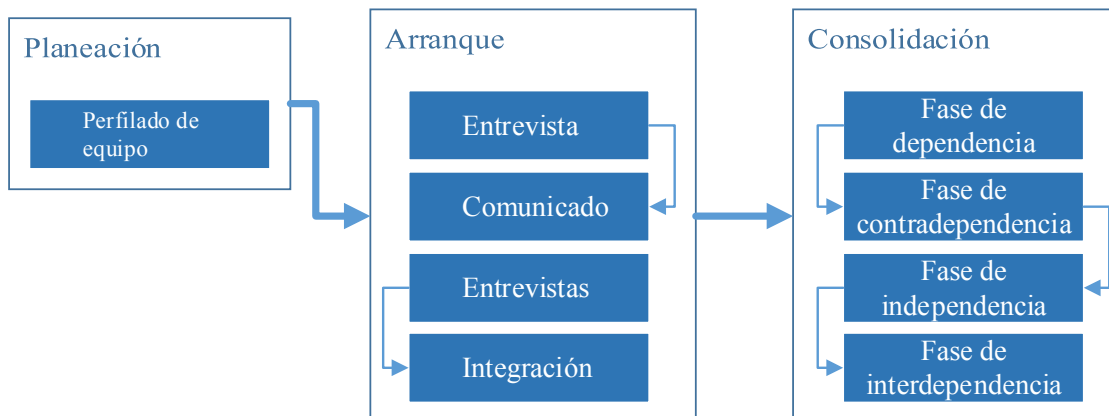 Planeación
Perfilado de
equipo
Arranque
Entrevista
Comunicado
Entrevistas
Integración
Consolidación
Fase de
dependencia
Fase de
contradependencia
Fase de
independencia
Fase de
interdependencia